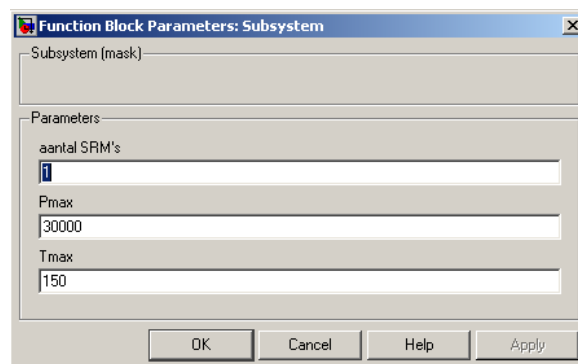 Function Block Parameters: Subsystem
Subsystem (mask)
Parameters
aantal SRM's
1
Pmax
30000
Tmax
150
OK Cancel Help Apply